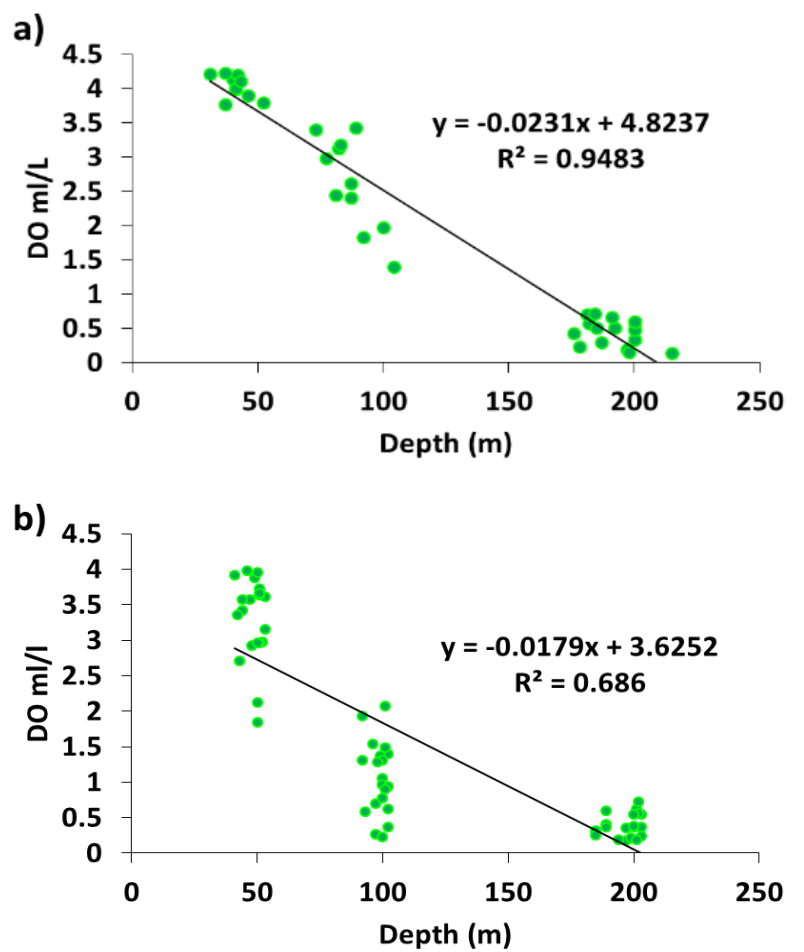 a)
4.5
4
3.5
3
2.5
2
1.5
1
0.5
0
DO ml/L
y = -0.0231x + 4.8237
R² = 0.9483
0 50 100 150 200 250
Depth (m)
b)
4.5
4
3.5
3
2.5
2
1.5
1
0.5
0
DO ml/l
y = -0.0179x + 3.6252
R² = 0.686
0 50 100 150 200 250
Depth (m)